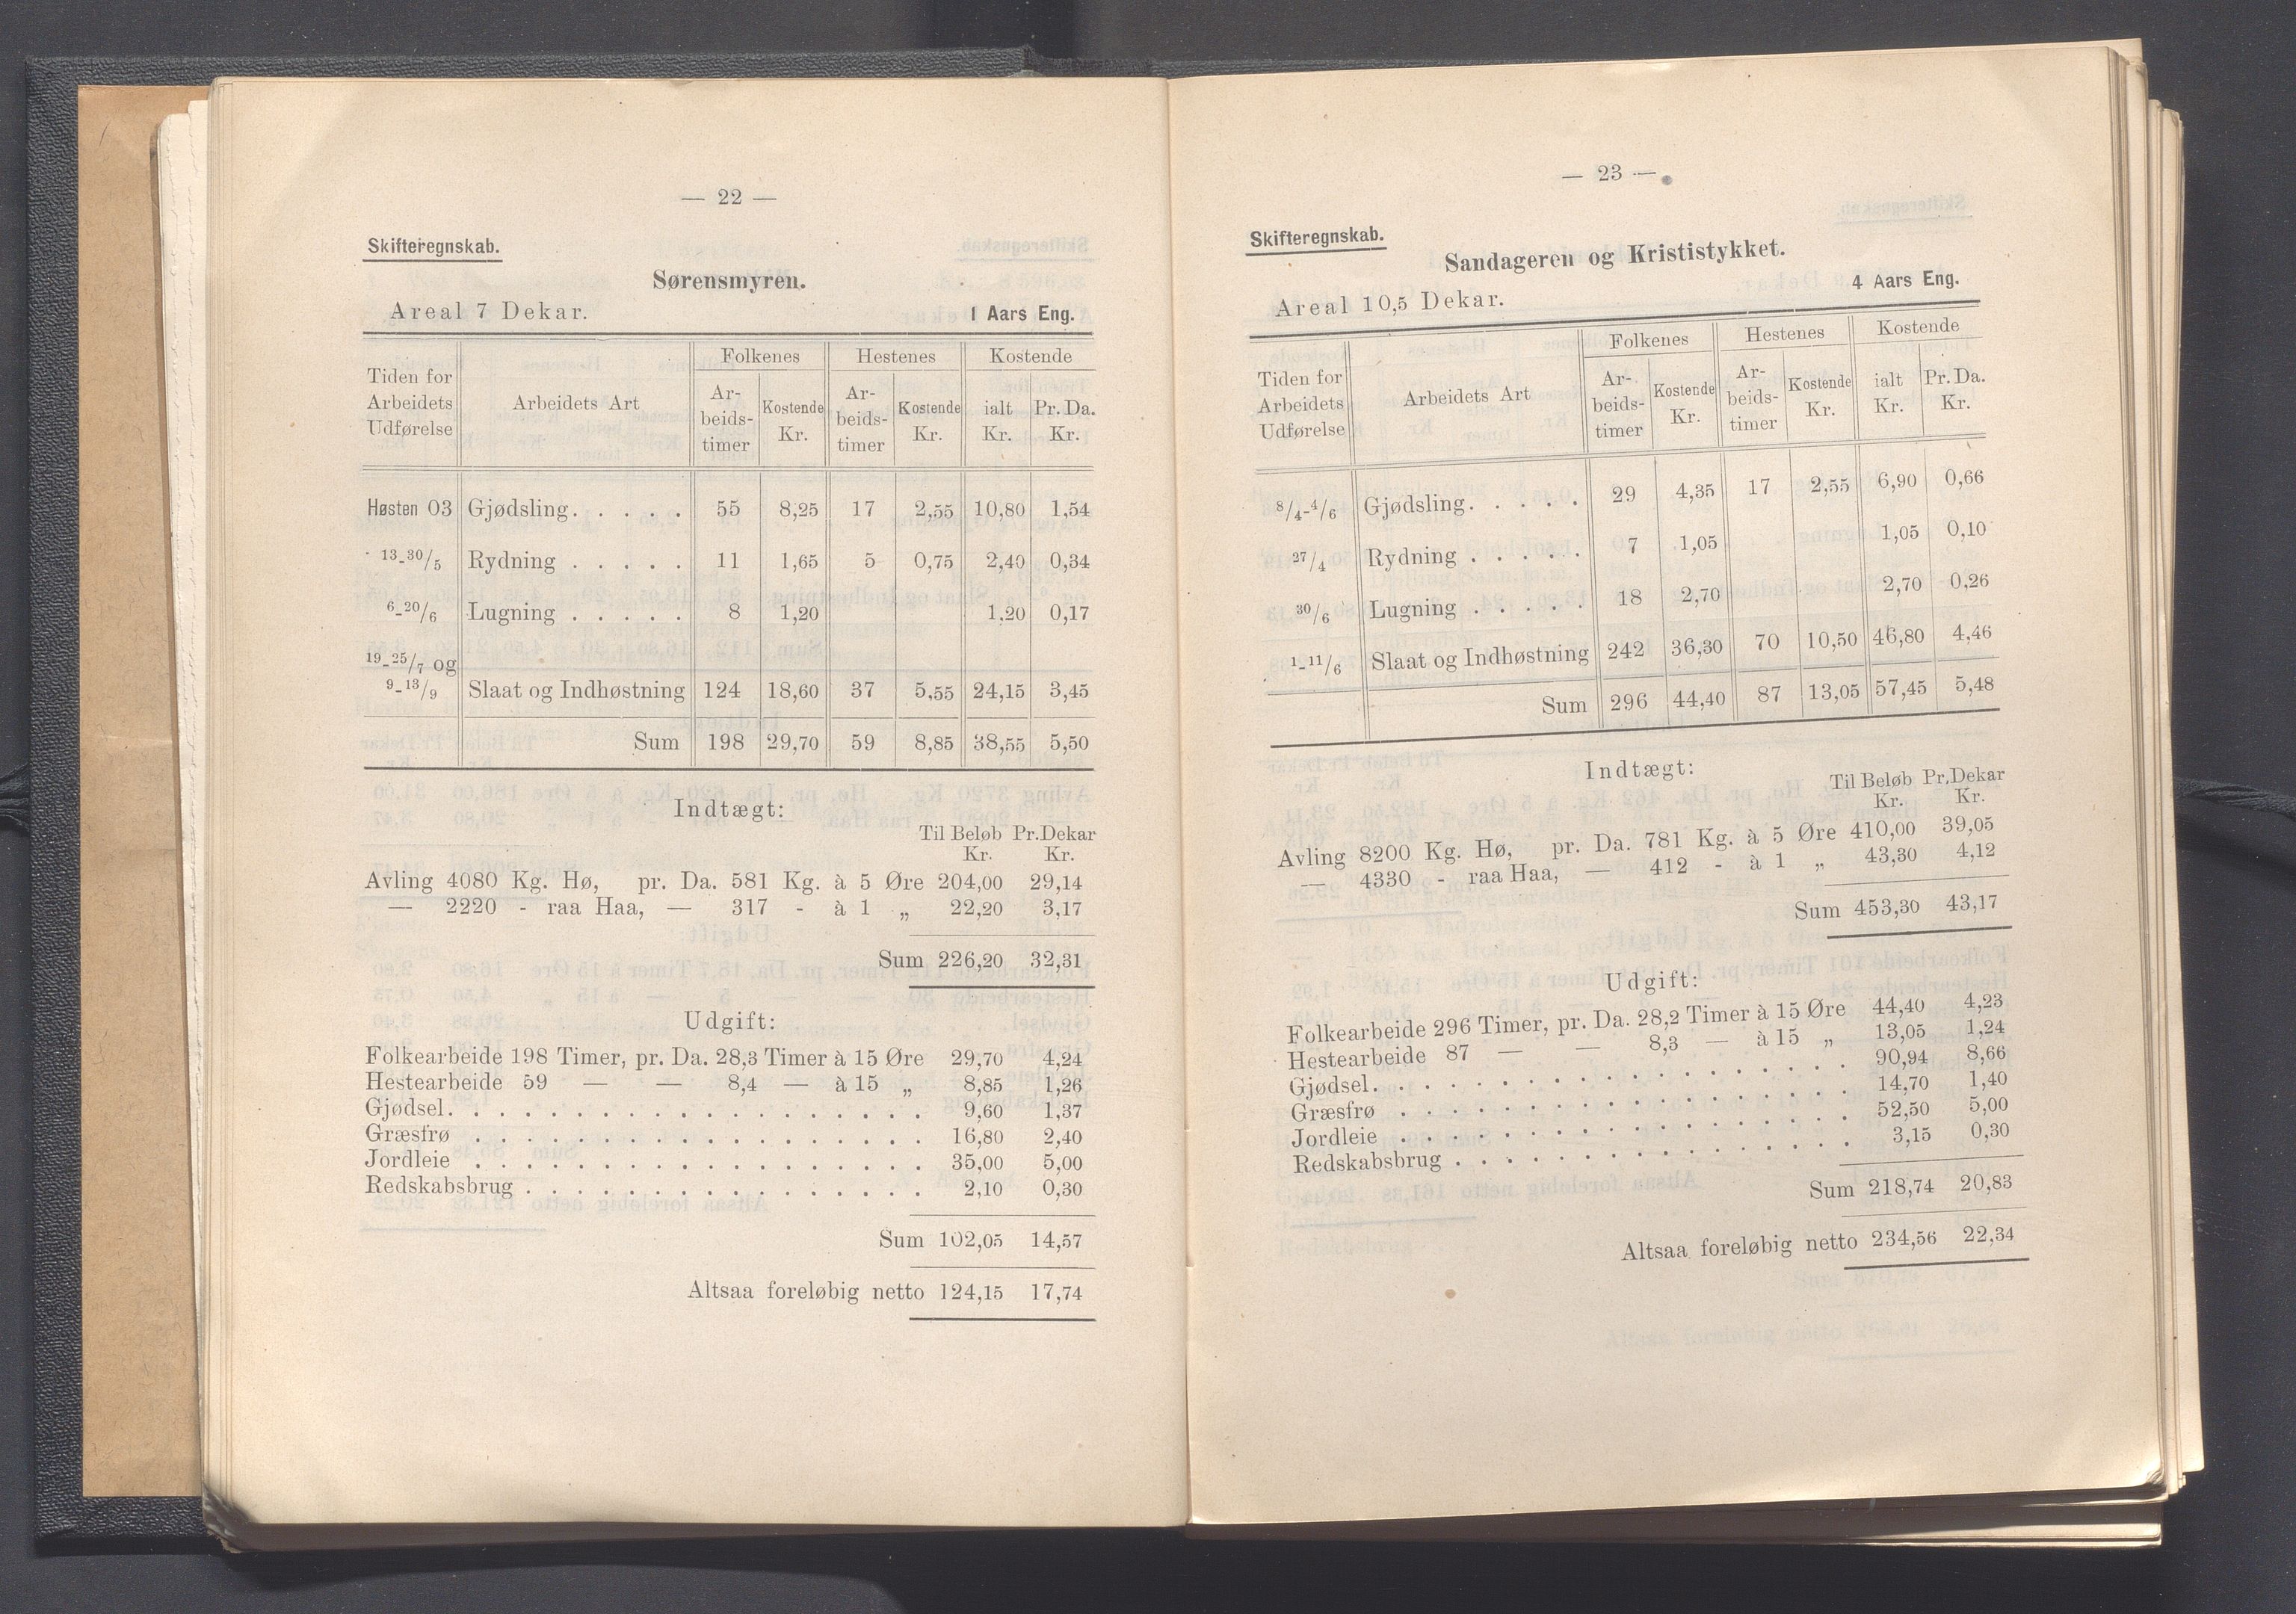 — 22 —
Skifteregnskab.
Sørensmyren.
Areal 7 Dekar. 1 Aars Eng.
Tiden for Arbeidets Udførelse | Arbeidets Art | Folkenes | Hestenes | Kostende
Ar-beids-timer | Kostende Kr. | Ar-beids-timer | Kostende Kr. | ialt Kr. | Pr. Da. Kr.
Høsten 03 | Gjødsling. . . . . | 55 | 8,25 | 17 | 2,55 | 10,80 | 1,54
13-30/5 | Rydning . . . . . | 11 | 1,65 | 5 | 0,75 | 2,40 | 0,34
6-20/6 | Lugning . . . . . | 8 | 1,20 | | | 1,20 | 0,17
19-25/7 og
9-13/9 | Slaat og Indhøstning | 124 | 18,60 | 37 | 5,55 | 24,15 | 3,45
Sum | 198 | 29,70 | 59 | 8,85 | 38,55 | 5,50
Indtægt:
Til Beløb Pr. Dekar
Kr. Kr.
Avling 4080 Kg. Hø, pr. Da. 581 Kg. à 5 Øre 204,00 29,14
— 2220 - raa Haa, — 317 - à 1 „ 22,20 3,17
Sum 226,20 32,31
Udgift:
Folkearbeide 198 Timer, pr. Da. 28,3 Timer à 15 Øre 29,70 4,24
Hestearbeide 59 — — 8,4 — à 15 „ 8,85 1,26
Gjødsel. . . . . . . . . . . . . . . . . . 9,60 1,37
Græsfrø . . . . . . . . . . . . . . . . . 16,80 2,40
Jordleie . . . . . . . . . . . . . . . . . 35,00 5,00
Redskabsbrug . . . . . . . . . . . . . . . 2,10 0,30
Sum 102,05 14,57
Altsaa foreløbig netto 124,15 17,74
— 23 —
Skifteregnskab.
Sandageren og Krististykket.
Areal 10,5 Dekar. 4 Aars Eng.
Tiden for Arbeidets Udførelse | Arbeidets Art | Folkenes | Hestenes | Kostende
Ar-beids-timer | Kostende Kr. | Ar-beids-timer | Kostende Kr. | ialt Kr. | Pr. Da. Kr.
8/4-4/6 | Gjødsling. . . . . | 29 | 4,35 | 17 | 2,55 | 6,90 | 0,66
27/4 | Rydning . . . . . | 7 | 1,05 | | | 1,05 | 0,10
30/6 | Lugning . . . . . | 18 | 2,70 | | | 2,70 | 0,26
1-11/6 | Slaat og Indhøstning | 242 | 36,30 | 70 | 10,50 | 46,80 | 4,46
Sum | 296 | 44,40 | 87 | 13,05 | 57,45 | 5,48
Indtægt:
Til Beløb Pr. Dekar
Kr. Kr.
Avling 8200 Kg. Hø, pr. Da. 781 Kg. à 5 Øre 410,00 39,05
— 4330 - raa Haa, — 412 - à 1 „ 43,30 4,12
Sum 453,30 43,17
Udgift:
Folkearbeide 296 Timer, pr. Da. 28,2 Timer à 15 Øre 44,40 4,23
Hestearbeide 87 — — 8,3 — à 15 „ 13,05 1,24
Gjødsel. . . . . . . . . . . . . . . . . . 90,94 8,66
Græsfrø . . . . . . . . . . . . . . . . . 14,70 1,40
Jordleie . . . . . . . . . . . . . . . . . 52,50 5,00
Redskabsbrug . . . . . . . . . . . . . . . 3,15 0,30
Sum 218,74 20,83
Altsaa foreløbig netto 234,56 22,34